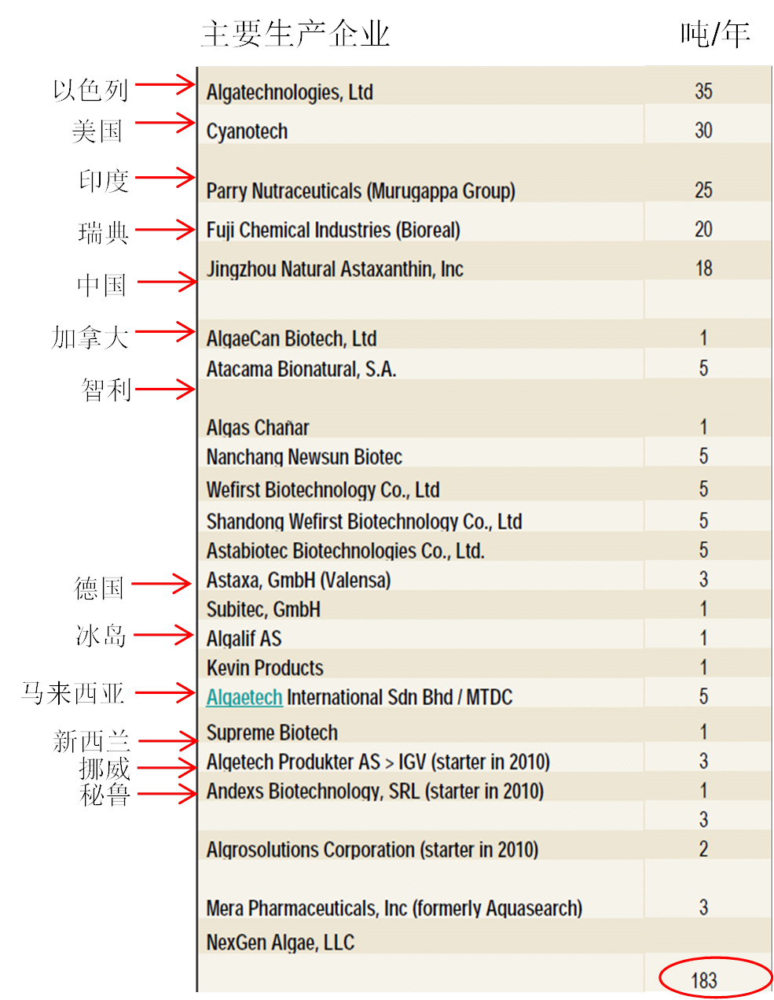 主要生产企业 吨/年
以色列 Algatechnologies, Ltd 35
美国 Cyanotech 30
印度 Parry Nutraceuticals (Murugappa Group) 25
瑞典 Fuji Chemical Industries (Bioreal) 20
Jingzhou Natural Astaxanthin, Inc 18
中国
加拿大 AlgaeCan Biotech, Ltd 1
Atacama Bionatural, S.A. 5
智利
Algas Chañar 1
Nanchang Newsun Biotec 5
Wefirst Biotechnology Co., Ltd 5
Shandong Wefirst Biotechnology Co., Ltd 5
Astabiotec Biotechnologies Co., Ltd. 5
德国 Astaxa, GmbH (Valensa) 3
Subitec, GmbH 1
冰岛 Algalif AS 1
Kevin Products 1
马来西亚 Algaetech International Sdn Bhd / MTDC 5
新西兰 Supreme Biotech 1
挪威 Algetech Produkter AS > IGV (starter in 2010) 3
秘鲁 Andexs Biotechnology, SRL (starter in 2010) 1
3
Algrosolutions Corporation (starter in 2010) 2
Mera Pharmaceuticals, Inc (formerly Aquasearch) 3
NexGen Algae, LLC
183